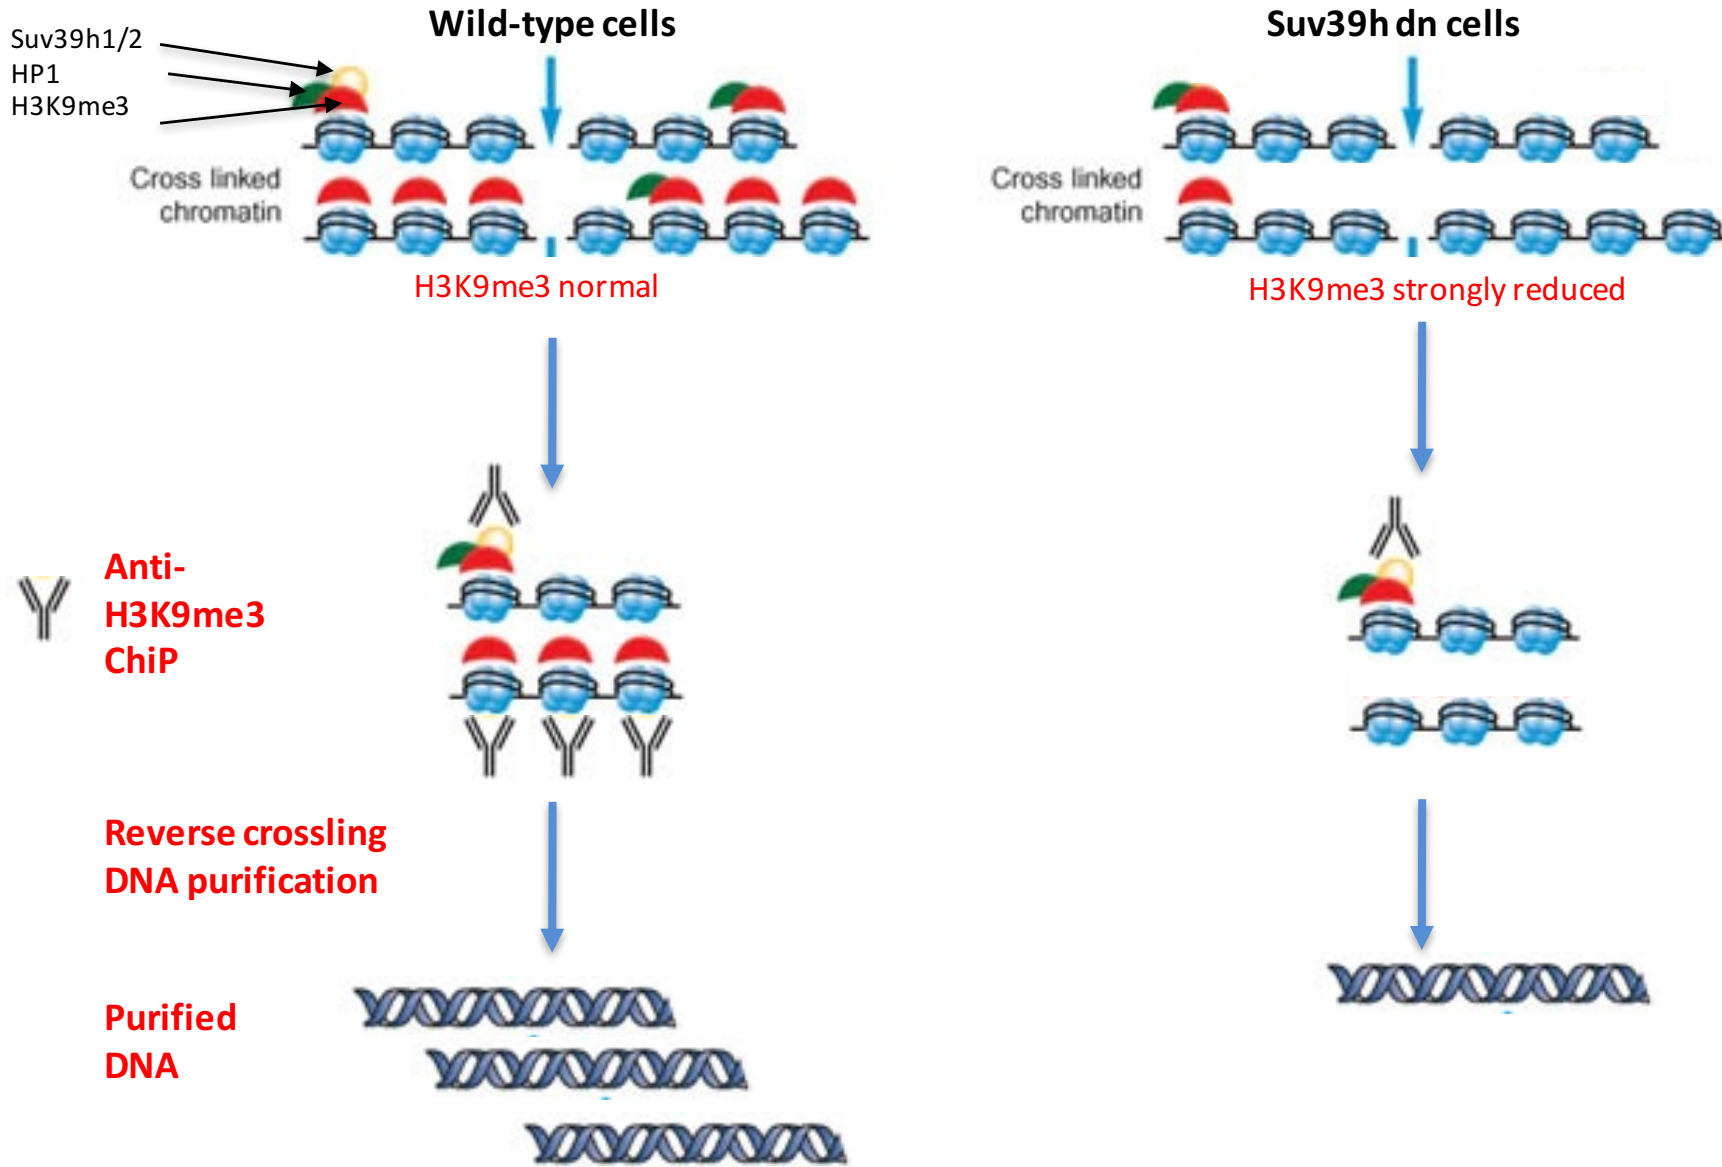 Wild-type cells
Suv39h dn cells
Suv39h1/2
HP1
H3K9me3
Cross linked
chromatin
Cross linked
chromatin
H3K9me3 normal
H3K9me3 strongly reduced
Anti-
H3K9me3
ChiP
Reverse crossling
DNA purification
Purified
DNA